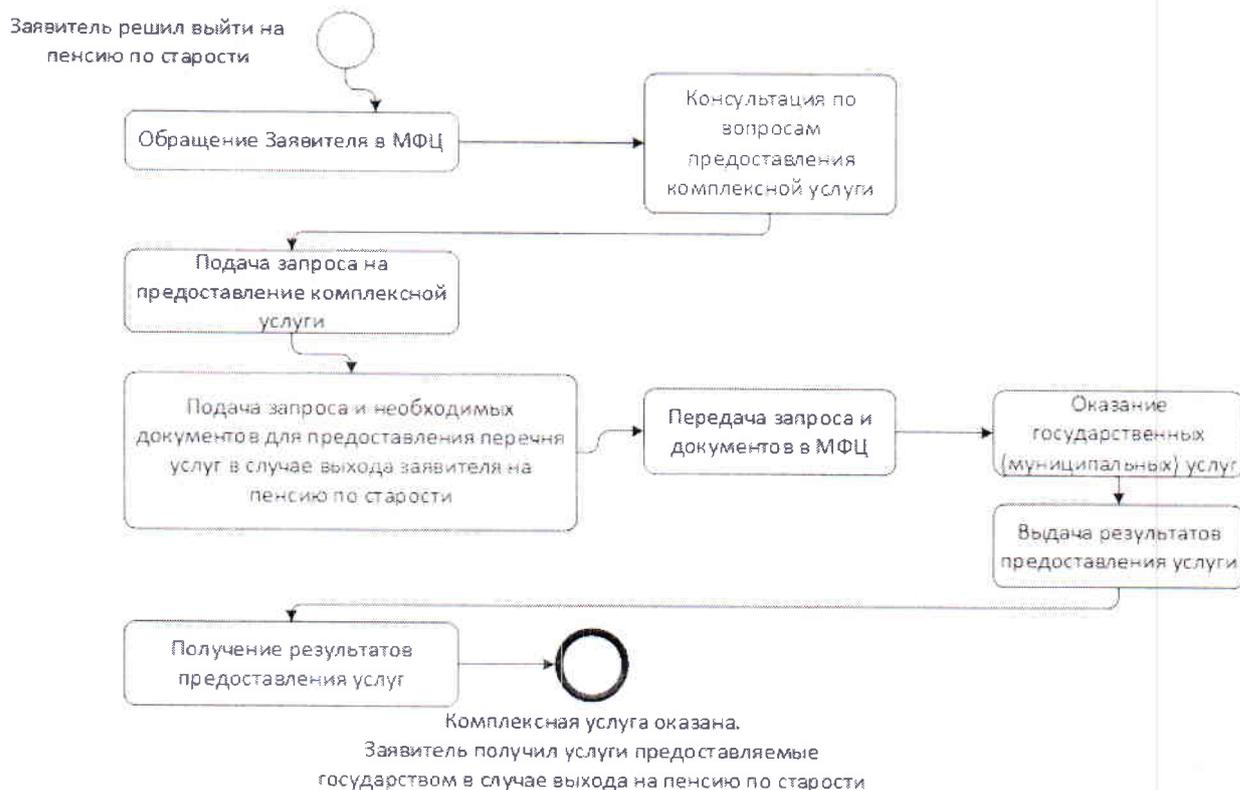 Заявитель решил выйти на
пенсию по старости
Обращение Заявителя в МФЦ
Консультация по
вопросам
предоставления
комплексной услуги
Подача запроса на
предоставление комплексной
услуги
Подача запроса и необходимых
документов для предоставления перечня
услуг в случае выхода заявителя на
пенсию по старости
Передача запроса и
документов в МФЦ
Оказание
государственных
(муниципальных) услуг
Выдача результатов
предоставления услуги
Получение результатов
предоставления услуг
Комплексная услуга оказана.
Заявитель получил услуги предоставляемые
государством в случае выхода на пенсию по старости